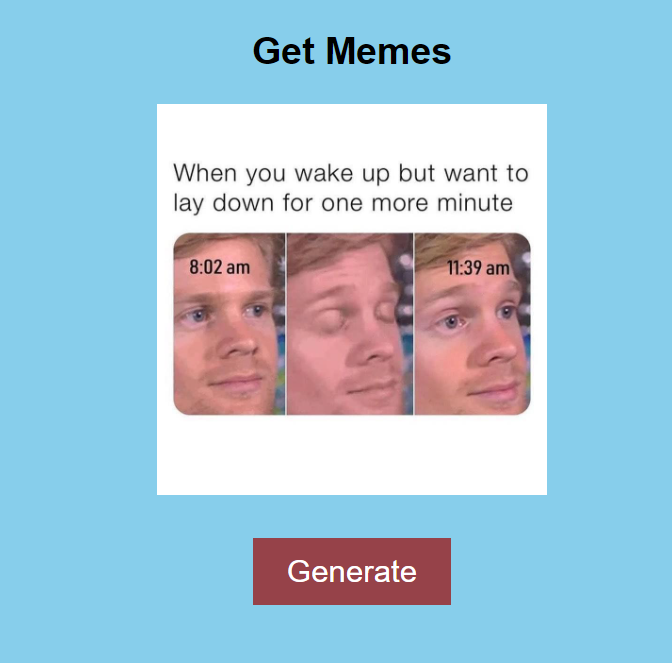 Get Memes
When you wake up but want to
lay down for one more minute
8:02 am
11:39 am
Generate